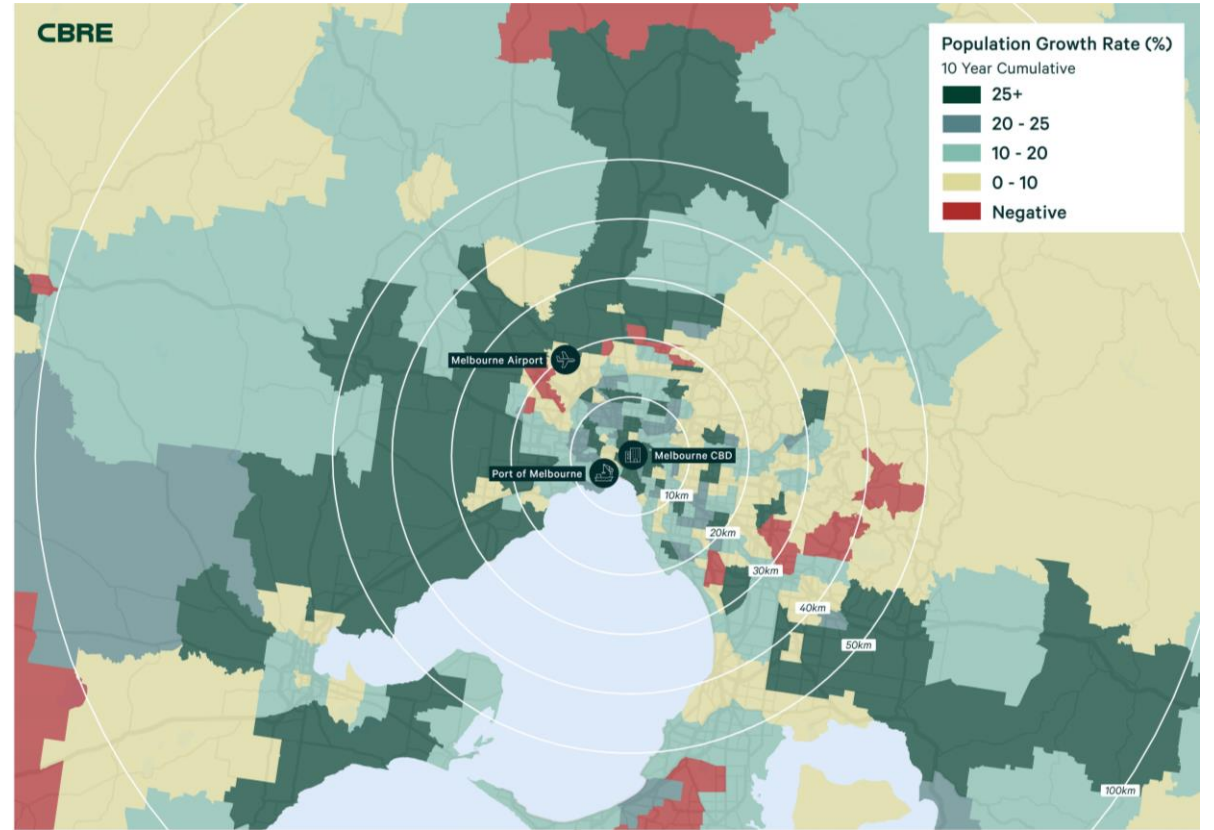 CBRE
Population Growth Rate (%)
10 Year Cumulative
25+
20 - 25
10 - 20
0 - 10
Negative
Melbourne Airport
Melbourne CBD
Port of Melbourne
10km
20km
30km
40km
50km
100km